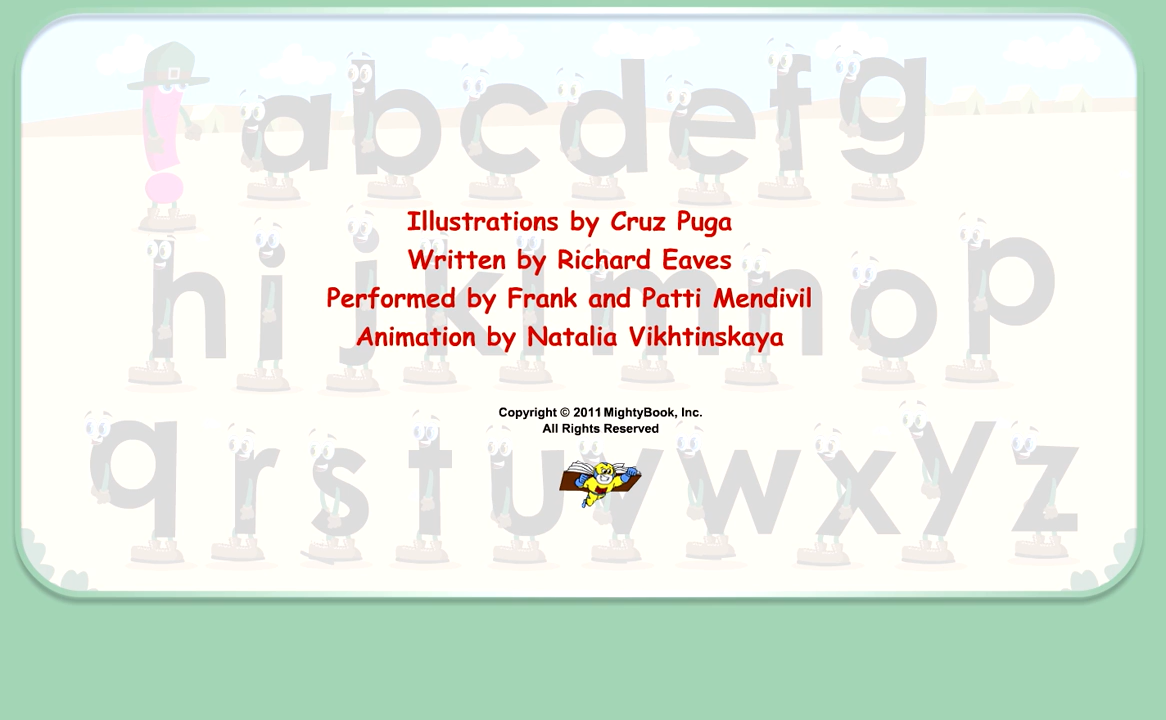 a b c d e f g
Illustrations by Cruz Puga
Written by Richard Eaves
h i j k l m n o p
Performed by Frank and Patti Mendivil
Animation by Natalia Vikhtinskaya
Copyright © 2011 MightyBook, Inc.
All Rights Reserved
q r s t u v w x y z